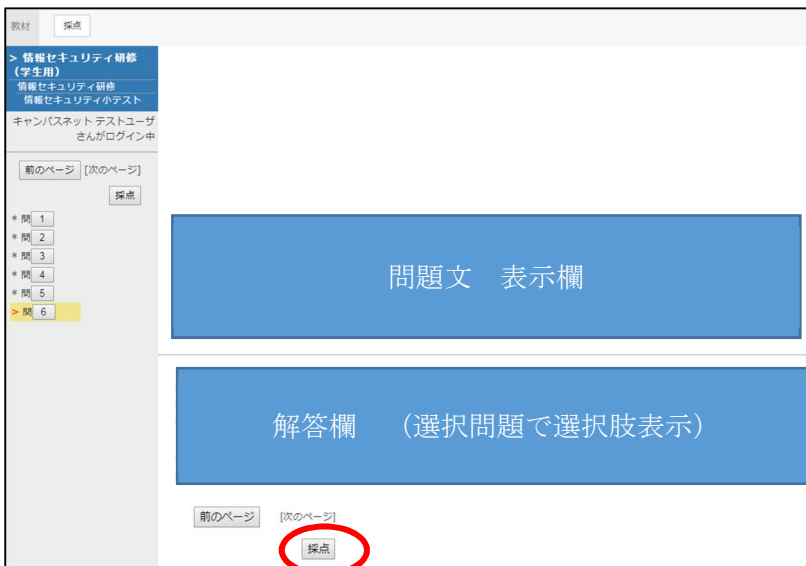 教材 採点
> 情報セキュリティ研修
(学生用)
情報セキュリティ研修
情報セキュリティ小テスト
キャンパスネット テストユーザ
さんがログイン中
前のページ [次のページ]
採点
* 問 1
* 問 2
* 問 3
* 問 4
* 問 5
> 問 6
問題文　表示欄
解答欄　（選択問題で選択肢表示）
前のページ [次のページ]
採点